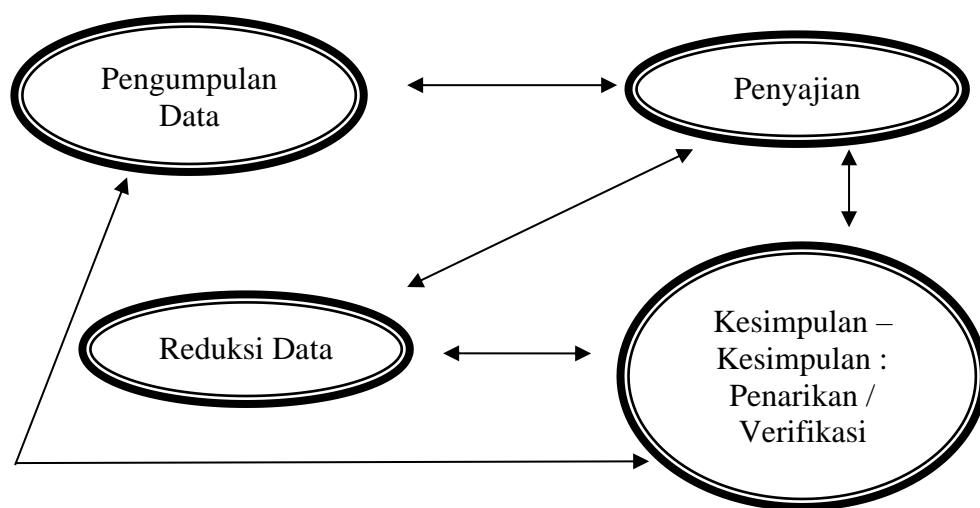 Pengumpulan
Data
Penyajian
Reduksi Data
Kesimpulan –
Kesimpulan :
Penarikan /
Verifikasi